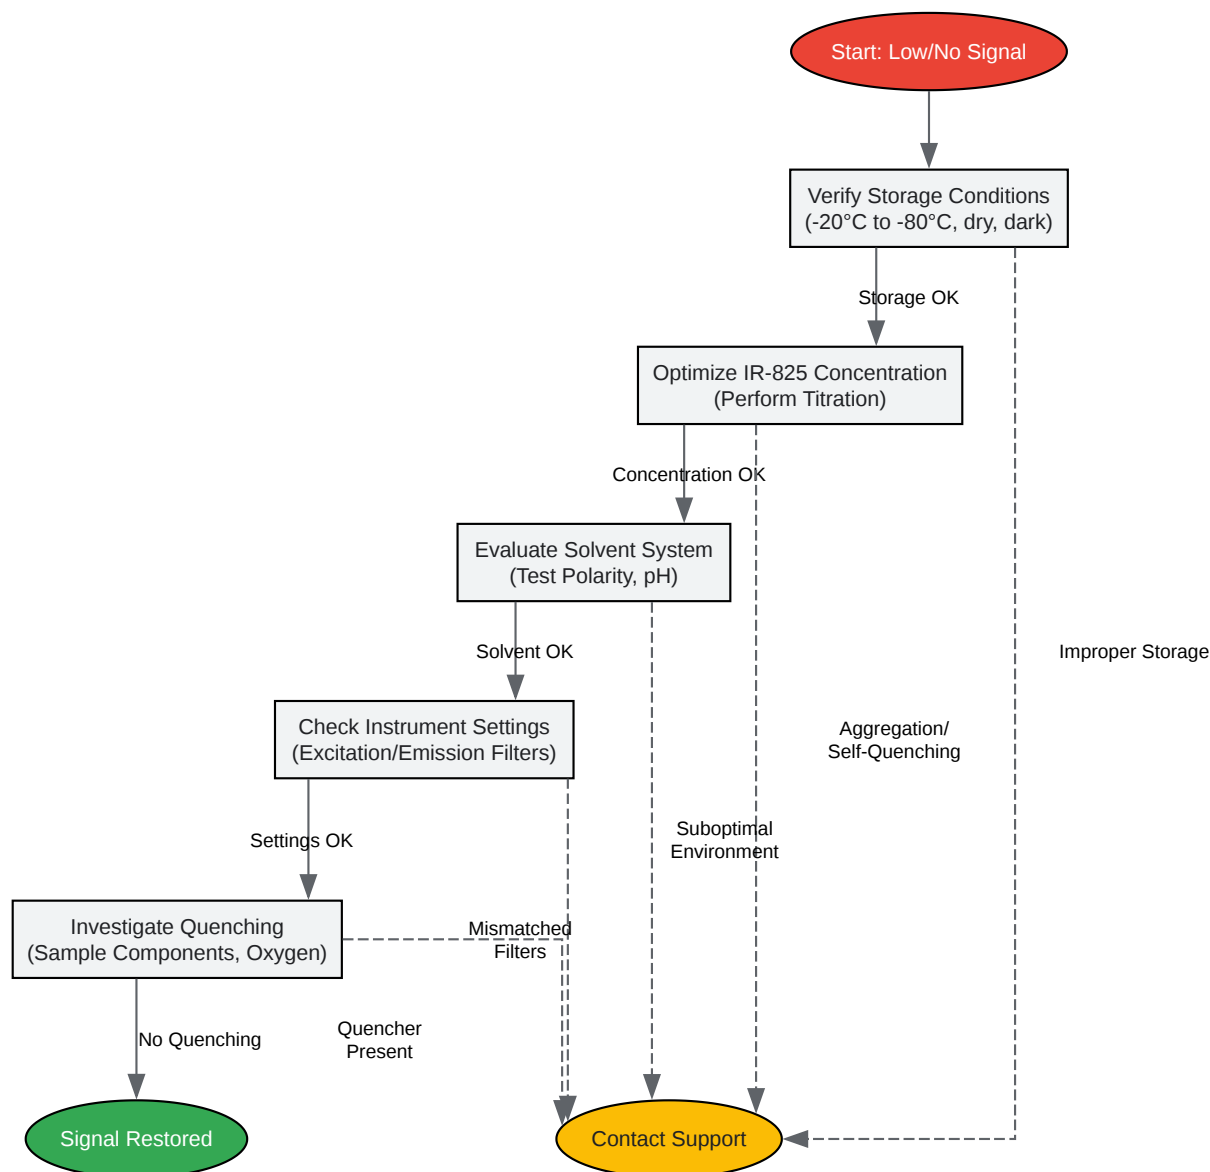 Start: Low/No Signal
Verify Storage Conditions
(-20°C to -80°C, dry, dark)
Storage OK
Optimize IR-825 Concentration
(Perform Titration)
Concentration OK
Evaluate Solvent System
(Test Polarity, pH)
Solvent OK
Improper Storage
Check Instrument Settings
(Excitation/Emission Filters)
Aggregation/
Self-Quenching
Settings OK
Suboptimal
Environment
Investigate Quenching
(Sample Components, Oxygen)
Mismatched
Filters
No Quenching
Quencher
Present
Signal Restored
Contact Support